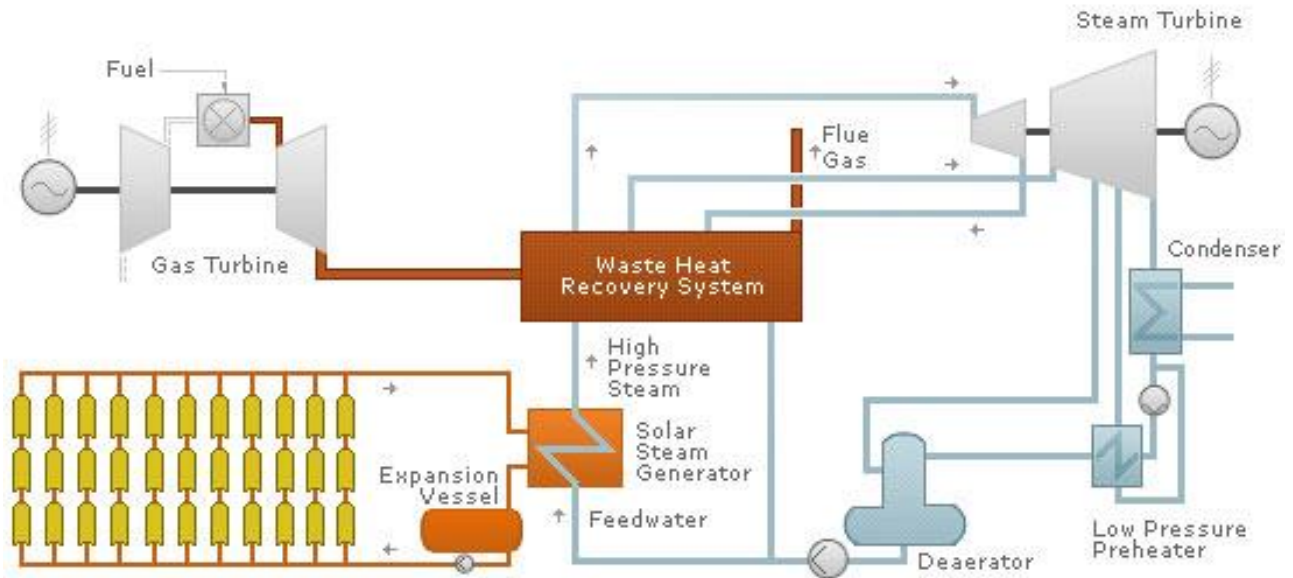 Steam Turbine
Fuel
Flue
Gas
Gas Turbine
Waste Heat
Recovery System
Condenser
High
Pressure
Steam
Solar
Steam
Generator
Expansion
Vessel
Feedwater
Deaerator
Low Pressure
Preheater